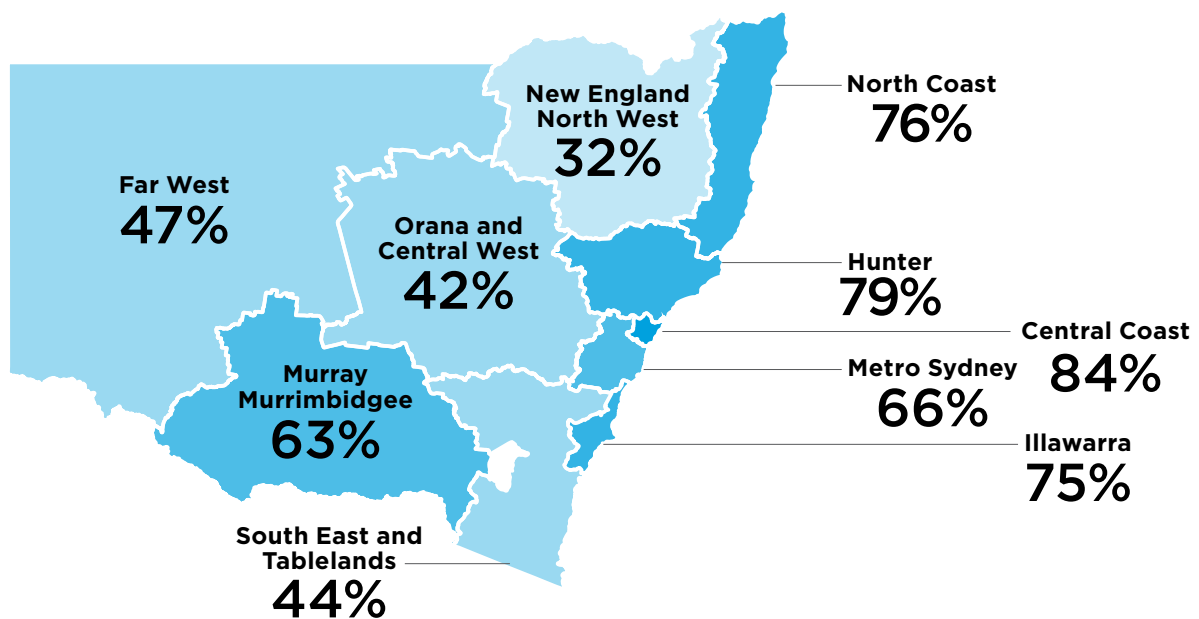 New England
North West
32%
North Coast
76%
Far West
47%
Orana and
Central West
42%
Hunter
79%
Central Coast
84%
Metro Sydney
66%
Murray
Murrimbidgee
63%
Illawarra
75%
South East and
Tablelands
44%